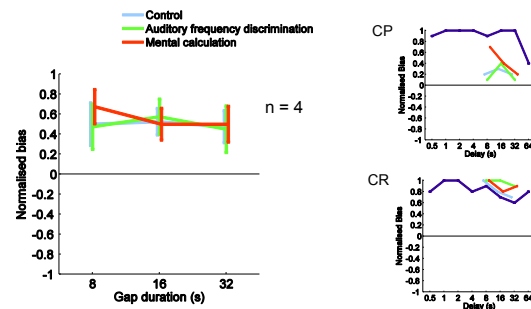 Control
Auditory frequency discrimination
Mental calculation
Normalised bias
1
0.8
0.6
0.4
0.2
0
-0.2
-0.4
-0.6
-0.8
-1
8 16 32
Gap duration (s)
n = 4
CP
Normalised Bias
1
0.8
0.6
0.4
0.2
0
-0.2
-0.4
-0.6
-0.8
-1
0.5 1 2 4 8 16 32 64
Delay (s)
CR
Normalised Bias
1
0.8
0.6
0.4
0.2
0
-0.2
-0.4
-0.6
-0.8
-1
0.5 1 2 4 8 16 32 64
Delay (s)